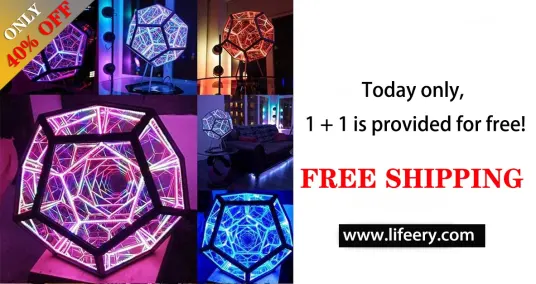 ONLY
40% OFF
Today only,
1 + 1 is provided for free!
FREE SHIPPING
www.lifeery.com